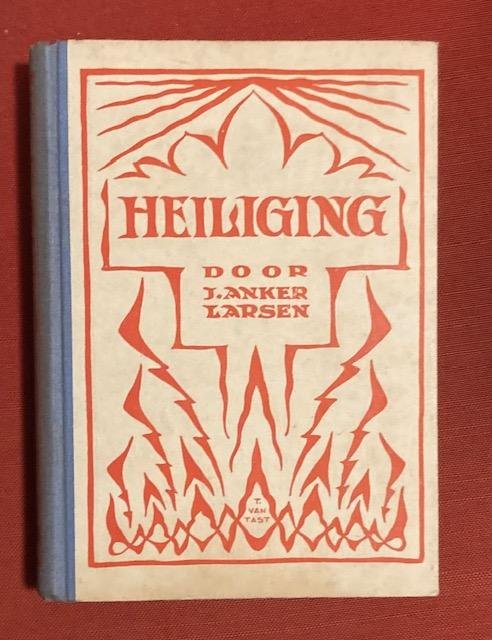 HEILIGING
DOOR
J. ANKER
LARSEN
T.
VAN
TAST